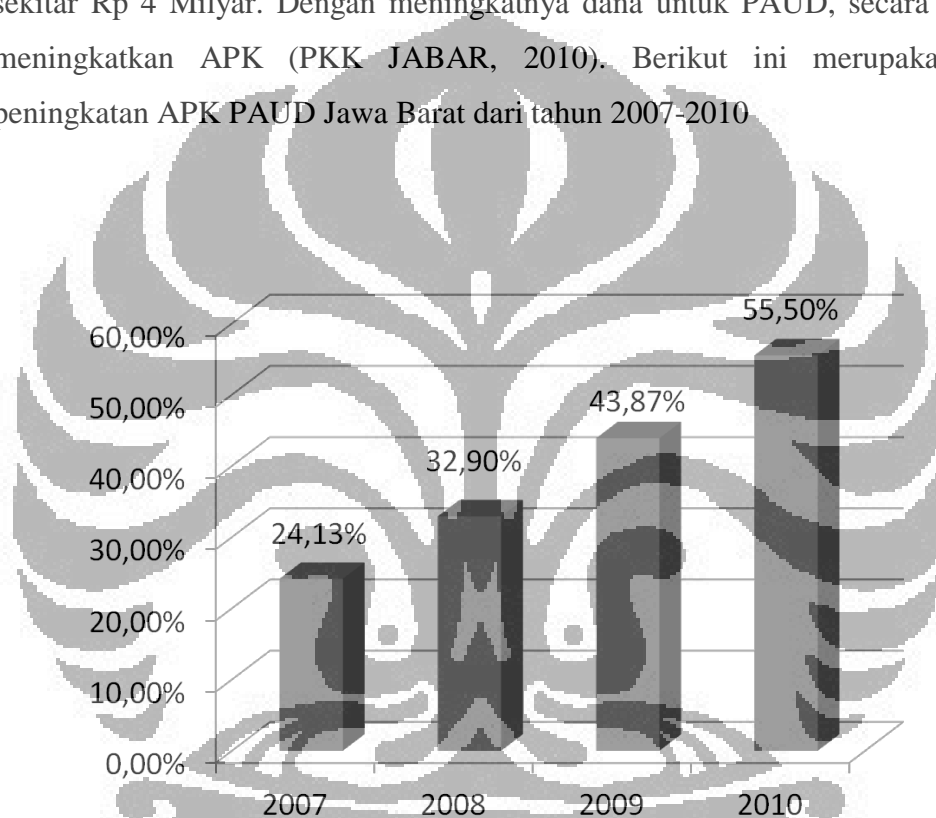 sekitar Rp 4 Milyar. Dengan meningkatnya dana untuk PAUD, secara
meningkatkan APK (PKK JABAR, 2010). Berikut ini merupaka
peningkatan APK PAUD Jawa Barat dari tahun 2007-2010
55,50%
60,00%
43,87%
50,00%
32,90%
40,00%
24,13%
30,00%
20,00%
10,00%
0,00%
2007 2008 2009 2010